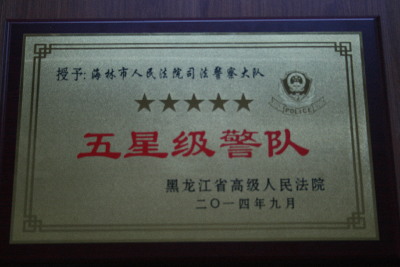 授予：海林市人民法院司法警察大队
POLICE
五星级警队
黑龙江省高级人民法院
二〇一四年九月